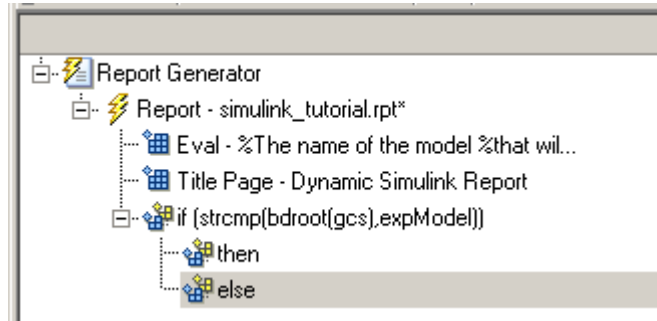 Report Generator
Report - simulink_tutorial.rpt*
Eval - %The name of the model %that wil...
Title Page - Dynamic Simulink Report
if (strcmp(bdroot(gcs),expModel))
then
else